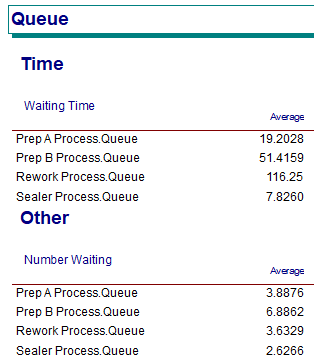 Queue
Time
Waiting Time
Average
Prep A Process.Queue 19.2028
Prep B Process.Queue 51.4159
Rework Process.Queue 116.25
Sealer Process.Queue 7.8260
Other
Number Waiting
Average
Prep A Process.Queue 3.8876
Prep B Process.Queue 6.8862
Rework Process.Queue 3.6329
Sealer Process.Queue 2.6266